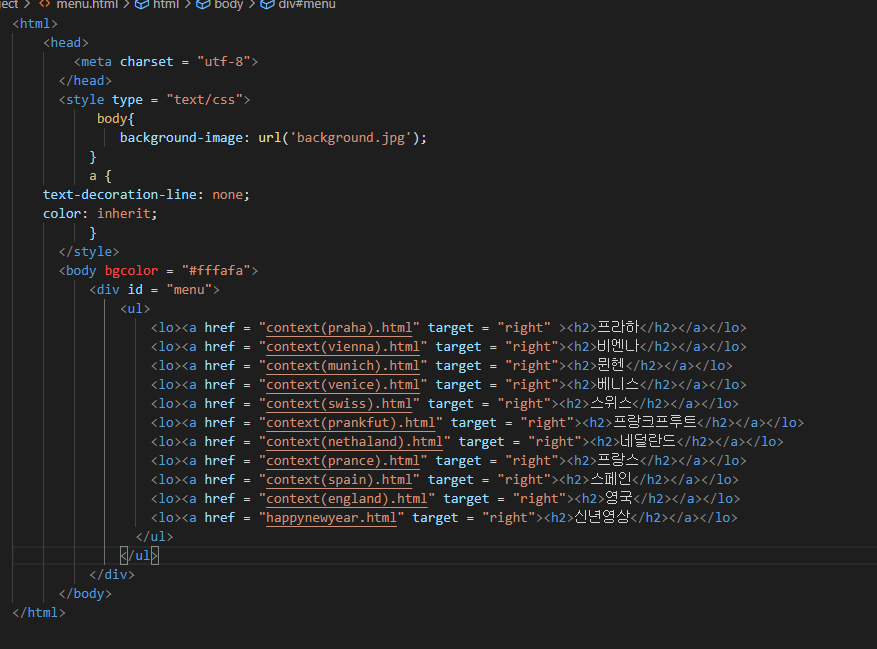 ect > <> menu.html > html > body > div#menu
<html>
<head>
<meta charset = "utf-8">
</head>
<style type = "text/css">
body{
background-image: url('background.jpg');
}
a {
text-decoration-line: none;
color: inherit;
}
</style>
<body bgcolor = "#fffafa">
<div id = "menu">
<ul>
<lo><a href = "context(praha).html" target = "right" ><h2>프라하</h2></a></lo>
<lo><a href = "context(vienna).html" target = "right"><h2>비엔나</h2></a></lo>
<lo><a href = "context(munich).html" target = "right"><h2>뮌헨</h2></a></lo>
<lo><a href = "context(venice).html" target = "right"><h2>베니스</h2></a></lo>
<lo><a href = "context(swiss).html" target = "right"><h2>스위스</h2></a></lo>
<lo><a href = "context(prankfut).html" target = "right"><h2>프랑크프루트</h2></a></lo>
<lo><a href = "context(nethaland).html" target = "right"><h2>네덜란드</h2></a></lo>
<lo><a href = "context(prance).html" target = "right"><h2>프랑스</h2></a></lo>
<lo><a href = "context(spain).html" target = "right"><h2>스페인</h2></a></lo>
<lo><a href = "context(england).html" target = "right"><h2>영국</h2></a></lo>
<lo><a href = "happynewyear.html" target = "right"><h2>신년영상</h2></a></lo>
</ul>
</ul>
</div>
</body>
</html>